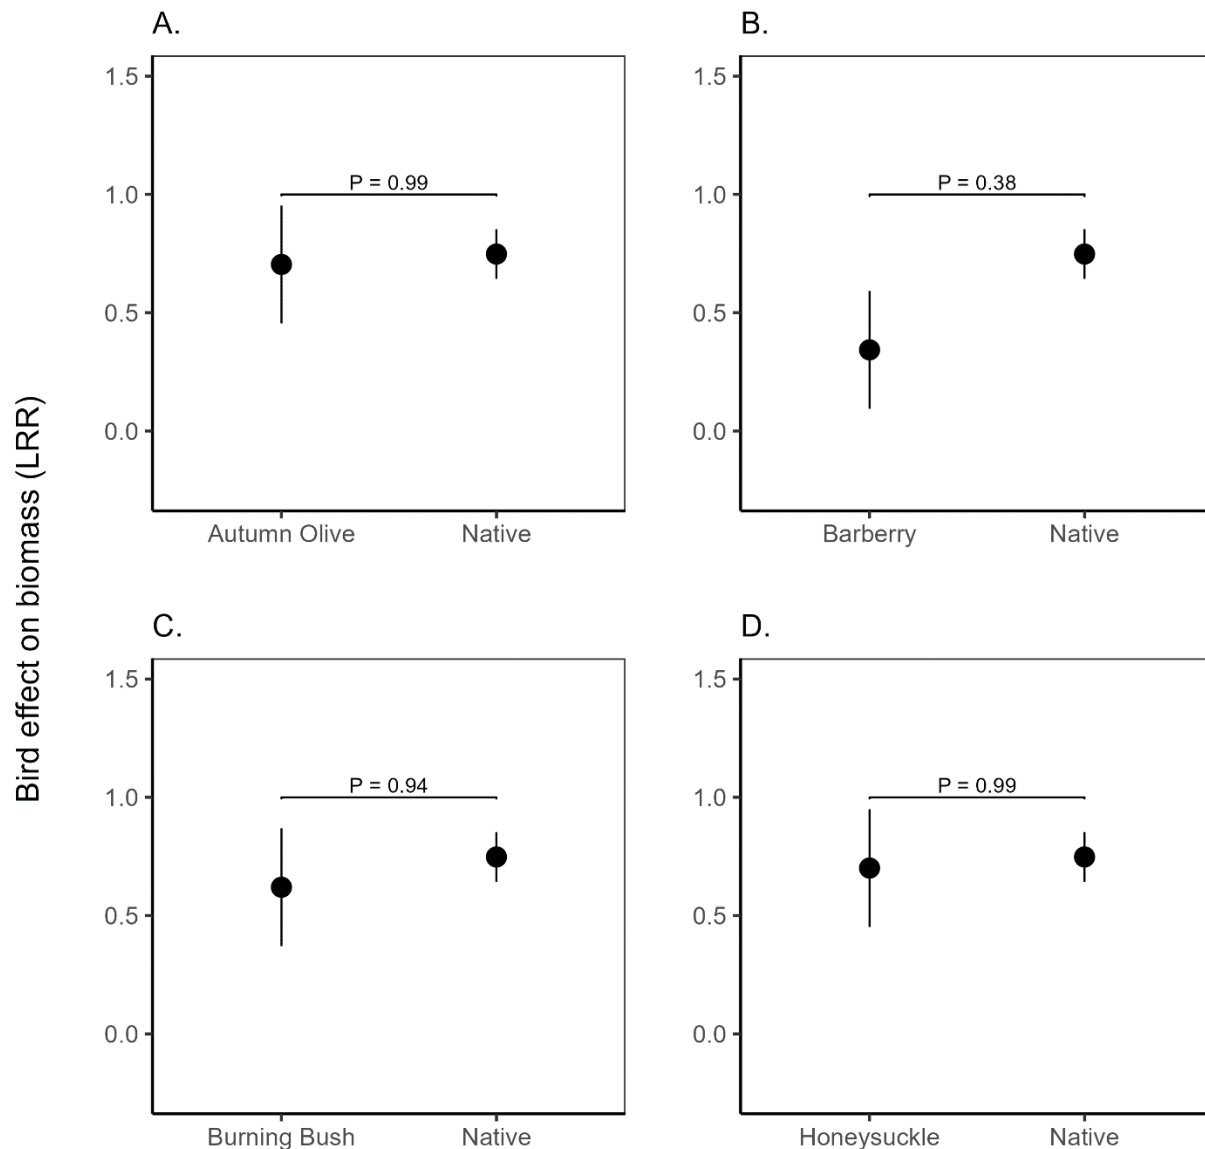 A.
B.
1.5
1.0
0.5
0.0
P = 0.99
Autumn Olive
Native
1.5
1.0
0.5
0.0
P = 0.38
Barberry
Native
Bird effect on biomass (LRR)
C.
D.
1.5
1.0
0.5
0.0
P = 0.94
Burning Bush
Native
1.5
1.0
0.5
0.0
P = 0.99
Honeysuckle
Native